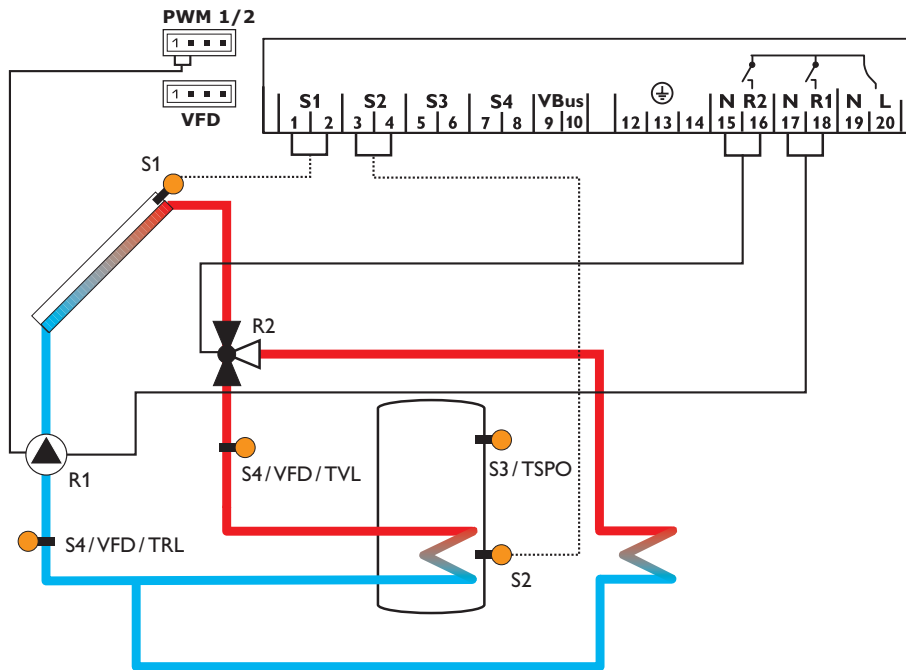 PWM 1/2
1
1
VFD
S1 S2 S3 S4 VBus N R2 N R1 N L
1 2 3 4 5 6 7 8 9 10 12 13 14 15 16 17 18 19 20
S1
R2
S4/VFD/TVL
S3/TSPO
R1
S4/VFD/TRL
S2